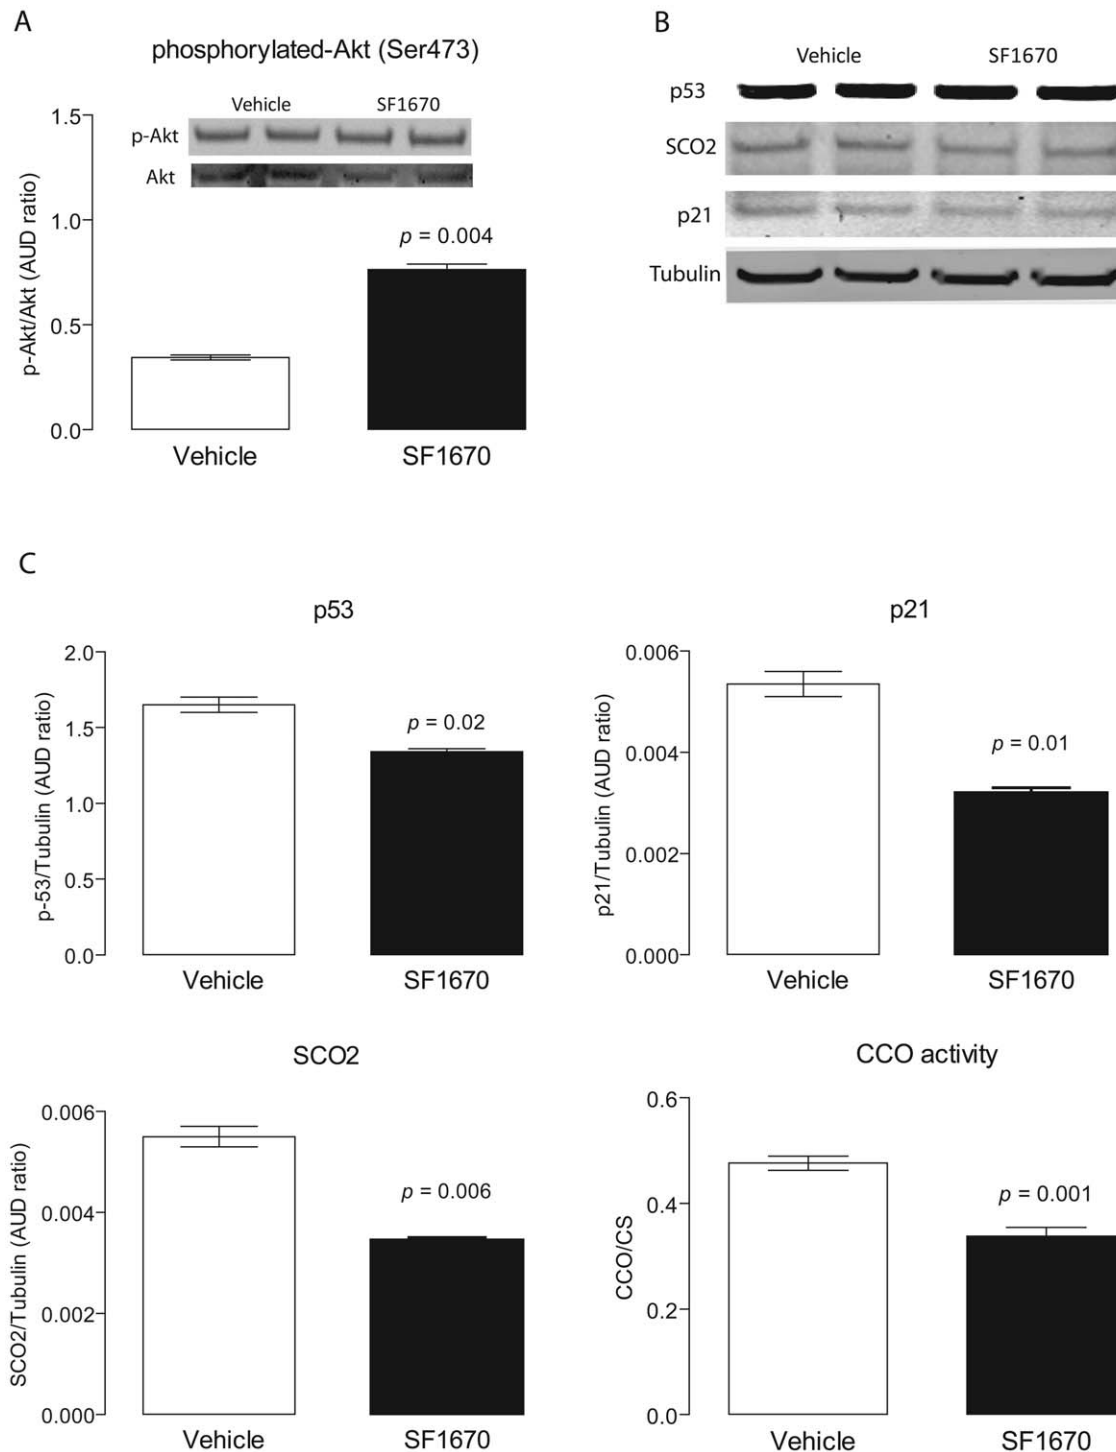 A
phosphorylated-Akt (Ser473)
Vehicle SF1670
p-Akt
Akt
p-Akt/Akt (AUD ratio)
1.5
1.0
0.5
0.0
p = 0.004
Vehicle SF1670
B
Vehicle SF1670
p53
SCO2
p21
Tubulin
C
p53
p-53/Tubulin (AUD ratio)
2.0
1.5
1.0
0.5
0.0
p = 0.02
Vehicle SF1670
p21
p21/Tubulin (AUD ratio)
0.006
0.004
0.002
0.000
p = 0.01
Vehicle SF1670
SCO2
SCO2/Tubulin (AUD ratio)
0.006
0.004
0.002
0.000
p = 0.006
Vehicle SF1670
CCO activity
CCO/CS
0.6
0.4
0.2
0.0
p = 0.001
Vehicle SF1670